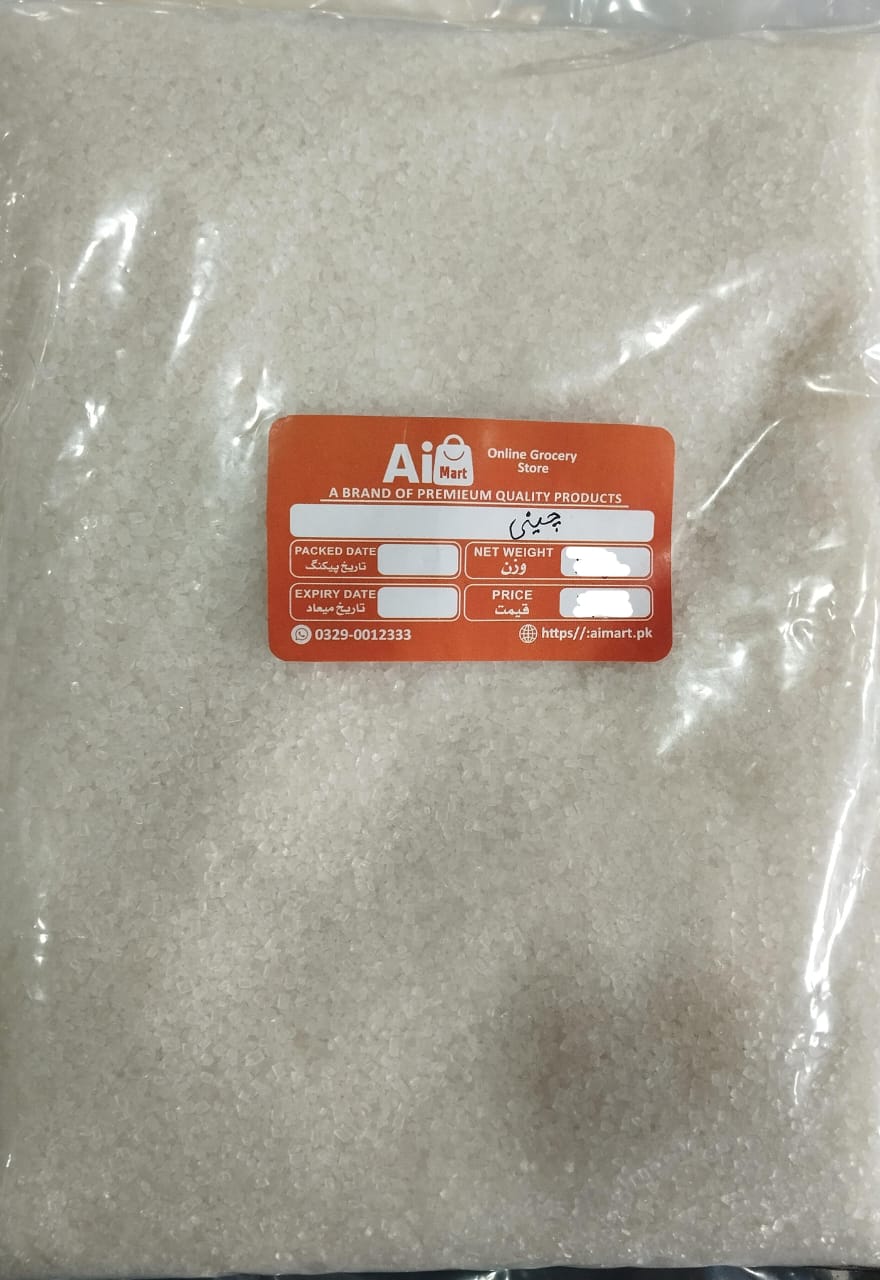 Ai Mart
Online Grocery
Store
A BRAND OF PREMIEUM QUALITY PRODUCTS
چینی
PACKED DATE
تاریخ پیکنگ
NET WEIGHT
وزن
EXPIRY DATE
تاریخ میعاد
PRICE
قیمت
0329-0012333
https//:aimart.pk